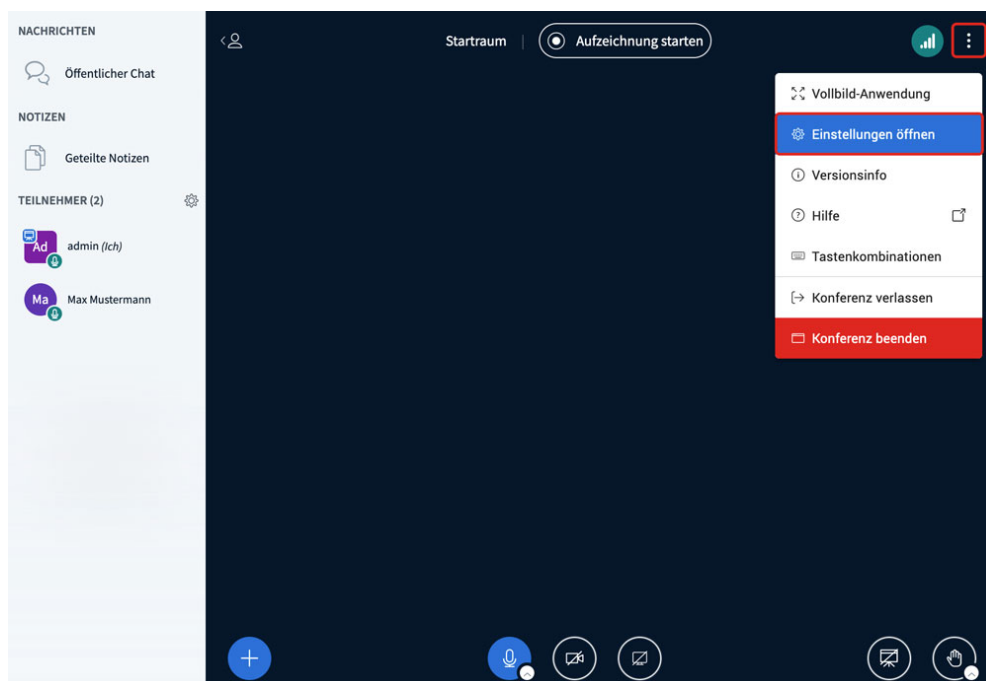 NACHRICHTEN
Öffentlicher Chat
NOTIZEN
Geteilte Notizen
TEILNEHMER (2)
Ad admin (Ich)
Ma Max Mustermann
Startraum | Aufzeichnung starten
Vollbild-Anwendung
Einstellungen öffnen
Versionsinfo
Hilfe
Tastenkombinationen
Konferenz verlassen
Konferenz beenden